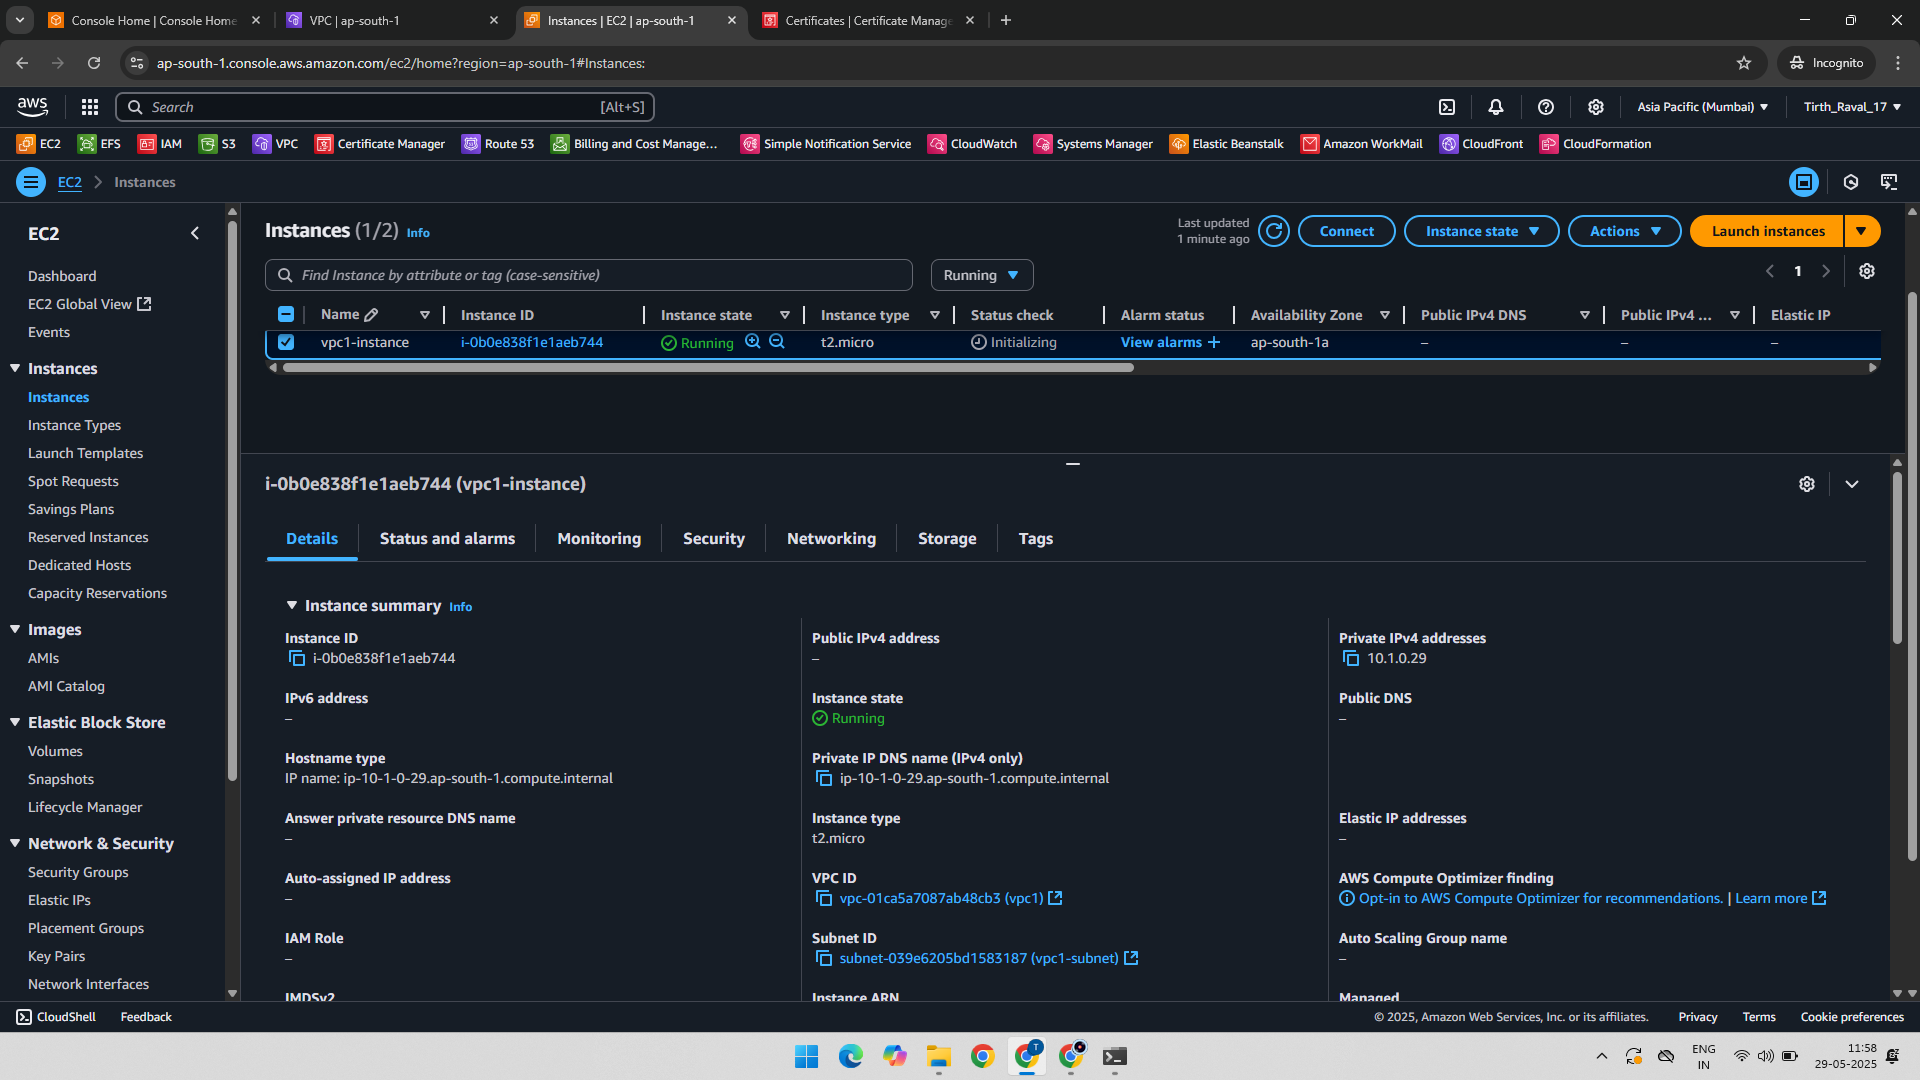 Console Home | Console Home
VPC | ap-south-1
Instances | EC2 | ap-south-1
Certificates | Certificate Manag
ap-south-1.console.aws.amazon.com/ec2/home?region=ap-south-1#Instances:
Incognito
aws
Search
[Alt+S]
Asia Pacific (Mumbai)
Tirth_Raval_17
EC2
EFS
IAM
S3
VPC
Certificate Manager
Route 53
Billing and Cost Manage...
Simple Notification Service
CloudWatch
Systems Manager
Elastic Beanstalk
Amazon WorkMail
CloudFront
CloudFormation
EC2
Instances
EC2
Dashboard
EC2 Global View
Events
Instances
Instances
Instance Types
Launch Templates
Spot Requests
Savings Plans
Reserved Instances
Dedicated Hosts
Capacity Reservations
Images
AMIs
AMI Catalog
Elastic Block Store
Volumes
Snapshots
Lifecycle Manager
Network & Security
Security Groups
Elastic IPs
Placement Groups
Key Pairs
Network Interfaces
Instances (1/2) Info
Last updated
1 minute ago
Connect
Instance state
Actions
Launch instances
Find Instance by attribute or tag (case-sensitive)
Running
1
Name
Instance ID
Instance state
Instance type
Status check
Alarm status
Availability Zone
Public IPv4 DNS
Public IPv4 ...
Elastic IP
vpc1-instance
i-0b0e838f1e1aeb744
Running
t2.micro
Initializing
View alarms +
ap-south-1a
–
–
–
i-0b0e838f1e1aeb744 (vpc1-instance)
Details
Status and alarms
Monitoring
Security
Networking
Storage
Tags
Instance summary Info
Instance ID
i-0b0e838f1e1aeb744
Public IPv4 address
–
Private IPv4 addresses
10.1.0.29
IPv6 address
–
Instance state
Running
Public DNS
–
Hostname type
IP name: ip-10-1-0-29.ap-south-1.compute.internal
Private IP DNS name (IPv4 only)
ip-10-1-0-29.ap-south-1.compute.internal
Answer private resource DNS name
–
Instance type
t2.micro
Elastic IP addresses
–
Auto-assigned IP address
–
VPC ID
vpc-01ca5a7087ab48cb3 (vpc1)
AWS Compute Optimizer finding
Opt-in to AWS Compute Optimizer for recommendations. | Learn more
IAM Role
–
Subnet ID
subnet-039e6205bd1583187 (vpc1-subnet)
Auto Scaling Group name
–
IMDSv2
Instance ARN
Managed
CloudShell
Feedback
© 2025, Amazon Web Services, Inc. or its affiliates.
Privacy
Terms
Cookie preferences
T
ENG
IN
11:58
29-05-2025